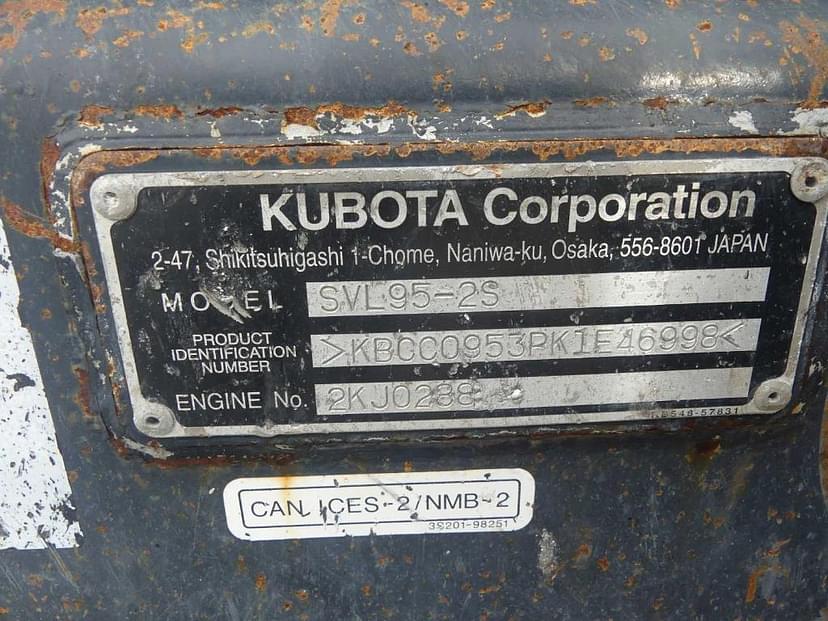 KUBOTA Corporation
2-47, Shikitsuhigashi 1-Chome, Naniwa-ku, Osaka, 556-8601 JAPAN
MODEL SVL95-2S
PRODUCT IDENTIFICATION NUMBER >KBCC0953PK1E46998<
ENGINE No. 2KJ0288
CAN ICES-2/NMB-2
3S201-98251